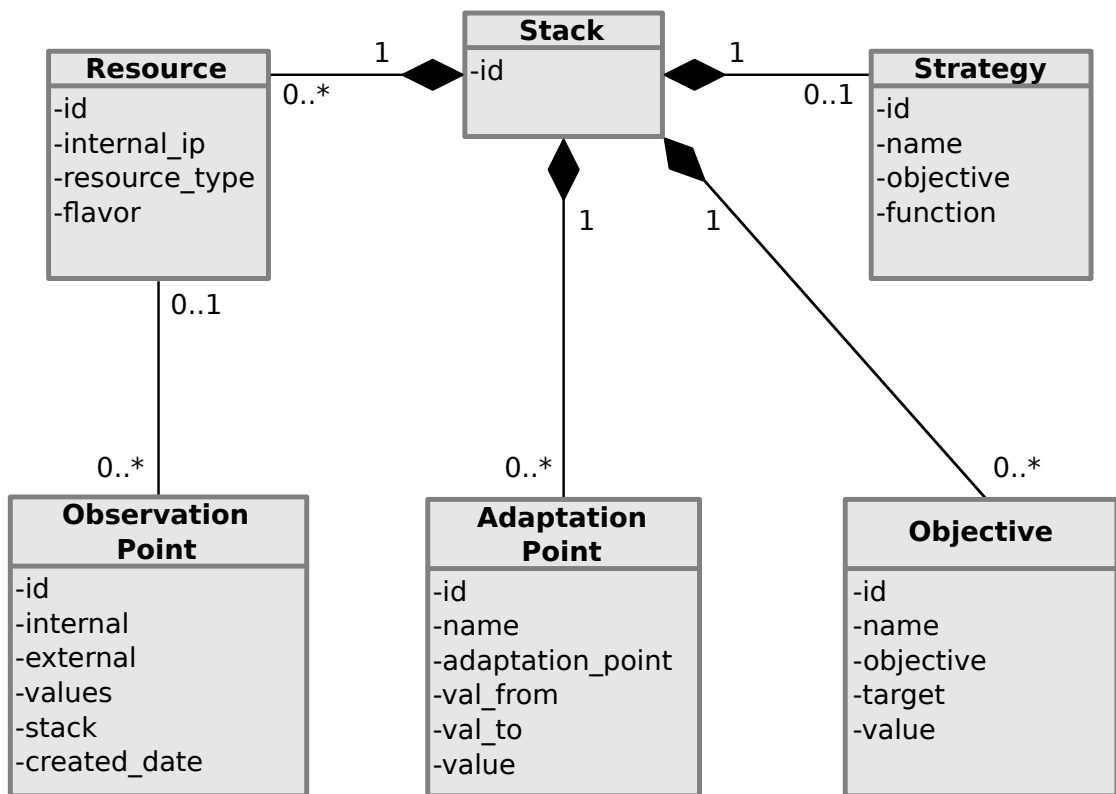 Stack
-id
Resource
-id
-internal_ip
-resource_type
-flavor
1
0..*
1
0..1
Strategy
-id
-name
-objective
-function
1
1
0..1
0..*
0..*
0..*
Observation
Point
-id
-internal
-external
-values
-stack
-created_date
Adaptation
Point
-id
-name
-adaptation_point
-val_from
-val_to
-value
Objective
-id
-name
-objective
-target
-value